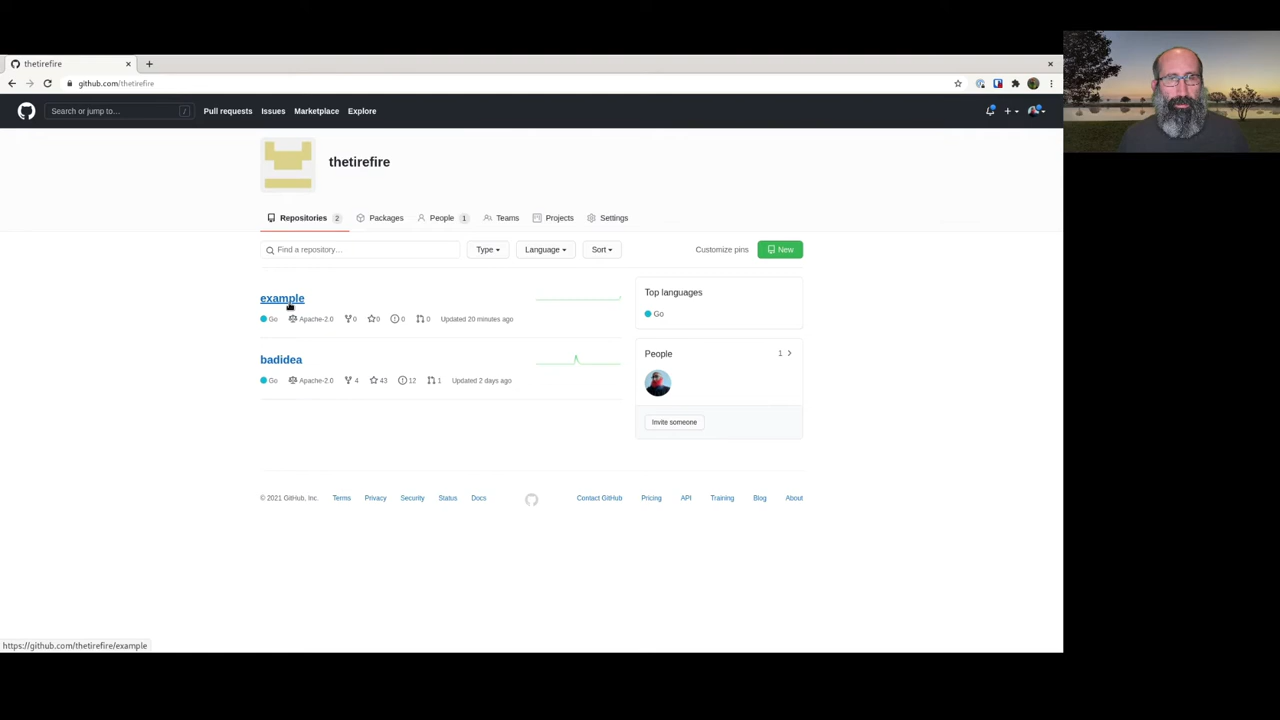 thetirefire
github.com/thetirefire
Search or jump to...
/
Pull requests
Issues
Marketplace
Explore
thetirefire
Repositories 2
Packages
People 1
Teams
Projects
Settings
Find a repository...
Type
Language
Sort
Customize pins
New
example
Go Apache-2.0 0 0 0 0 Updated 20 minutes ago
badidea
Go Apache-2.0 4 43 12 1 Updated 2 days ago
Top languages
Go
People 1
Invite someone
© 2021 GitHub, Inc. Terms Privacy Security Status Docs Contact GitHub Pricing API Training Blog About
https://github.com/thetirefire/example